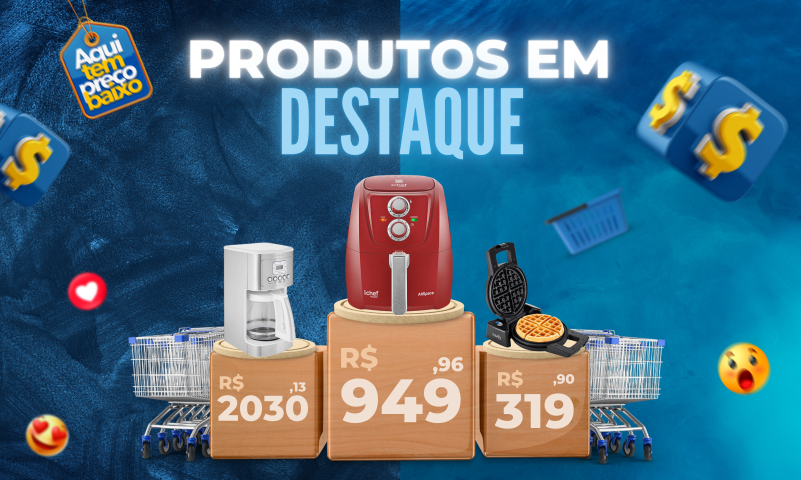 Aqui
tem
preço
baixo
PRODUTOS EM
DESTAQUE
R$ 2030,13
R$ 949,96
R$ 319,90